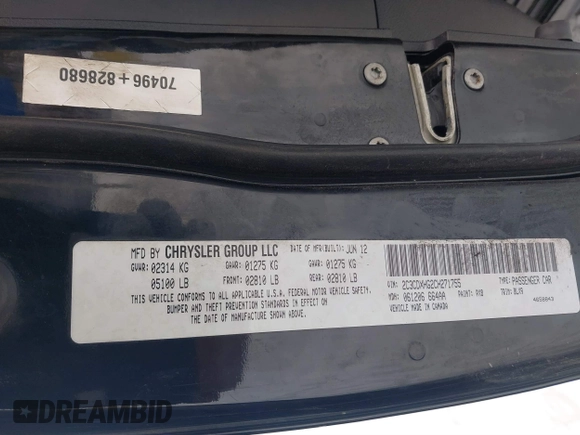 70496+828680
MFD BY CHRYSLER GROUP LLC DATE OF MFR(BUILT): JUN 12
GVWR: 02314 KG GAWR: 01275 KG GAWR: 01275 KG
05100 LB FRONT: 02810 LB REAR: 02810 LB
THIS VEHICLE CONFORMS TO ALL APPLICABLE U.S.A. FEDERAL MOTOR VEHICLE SAFETY,
BUMPER AND THEFT PREVENTION STANDARDS IN EFFECT ON
THE DATE OF MANUFACTURE SHOWN ABOVE.
VIN: 2C3CDXHG2CH271755 TYPE: PASSENGER CAR
MDH: 061206 664AA PAINT: TRIM:
VEHICLE MADE IN CANADA
DREAMBID